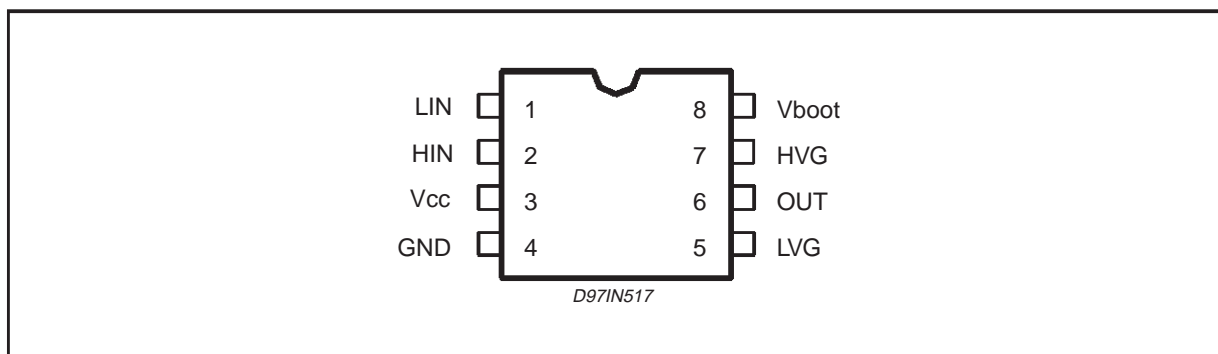 LIN 1 8 Vboot
HIN 2 7 HVG
Vcc 3 6 OUT
GND 4 5 LVG
D97IN517